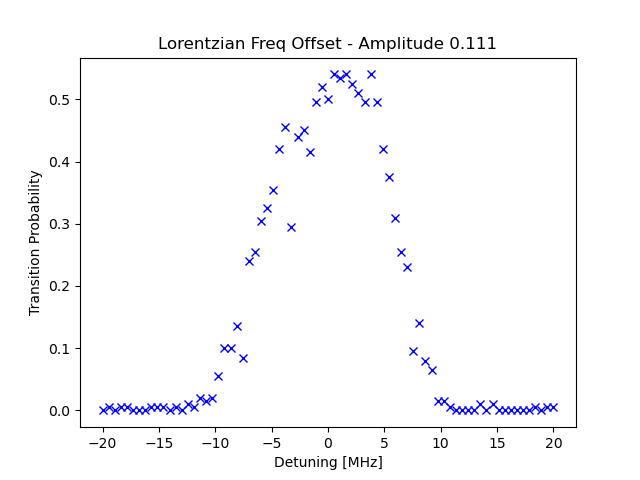 Lorentzian Freq Offset - Amplitude 0.111
Transition Probability
0.5
0.4
0.3
0.2
0.1
0.0
−20 −15 −10 −5 0 5 10 15 20
Detuning [MHz]